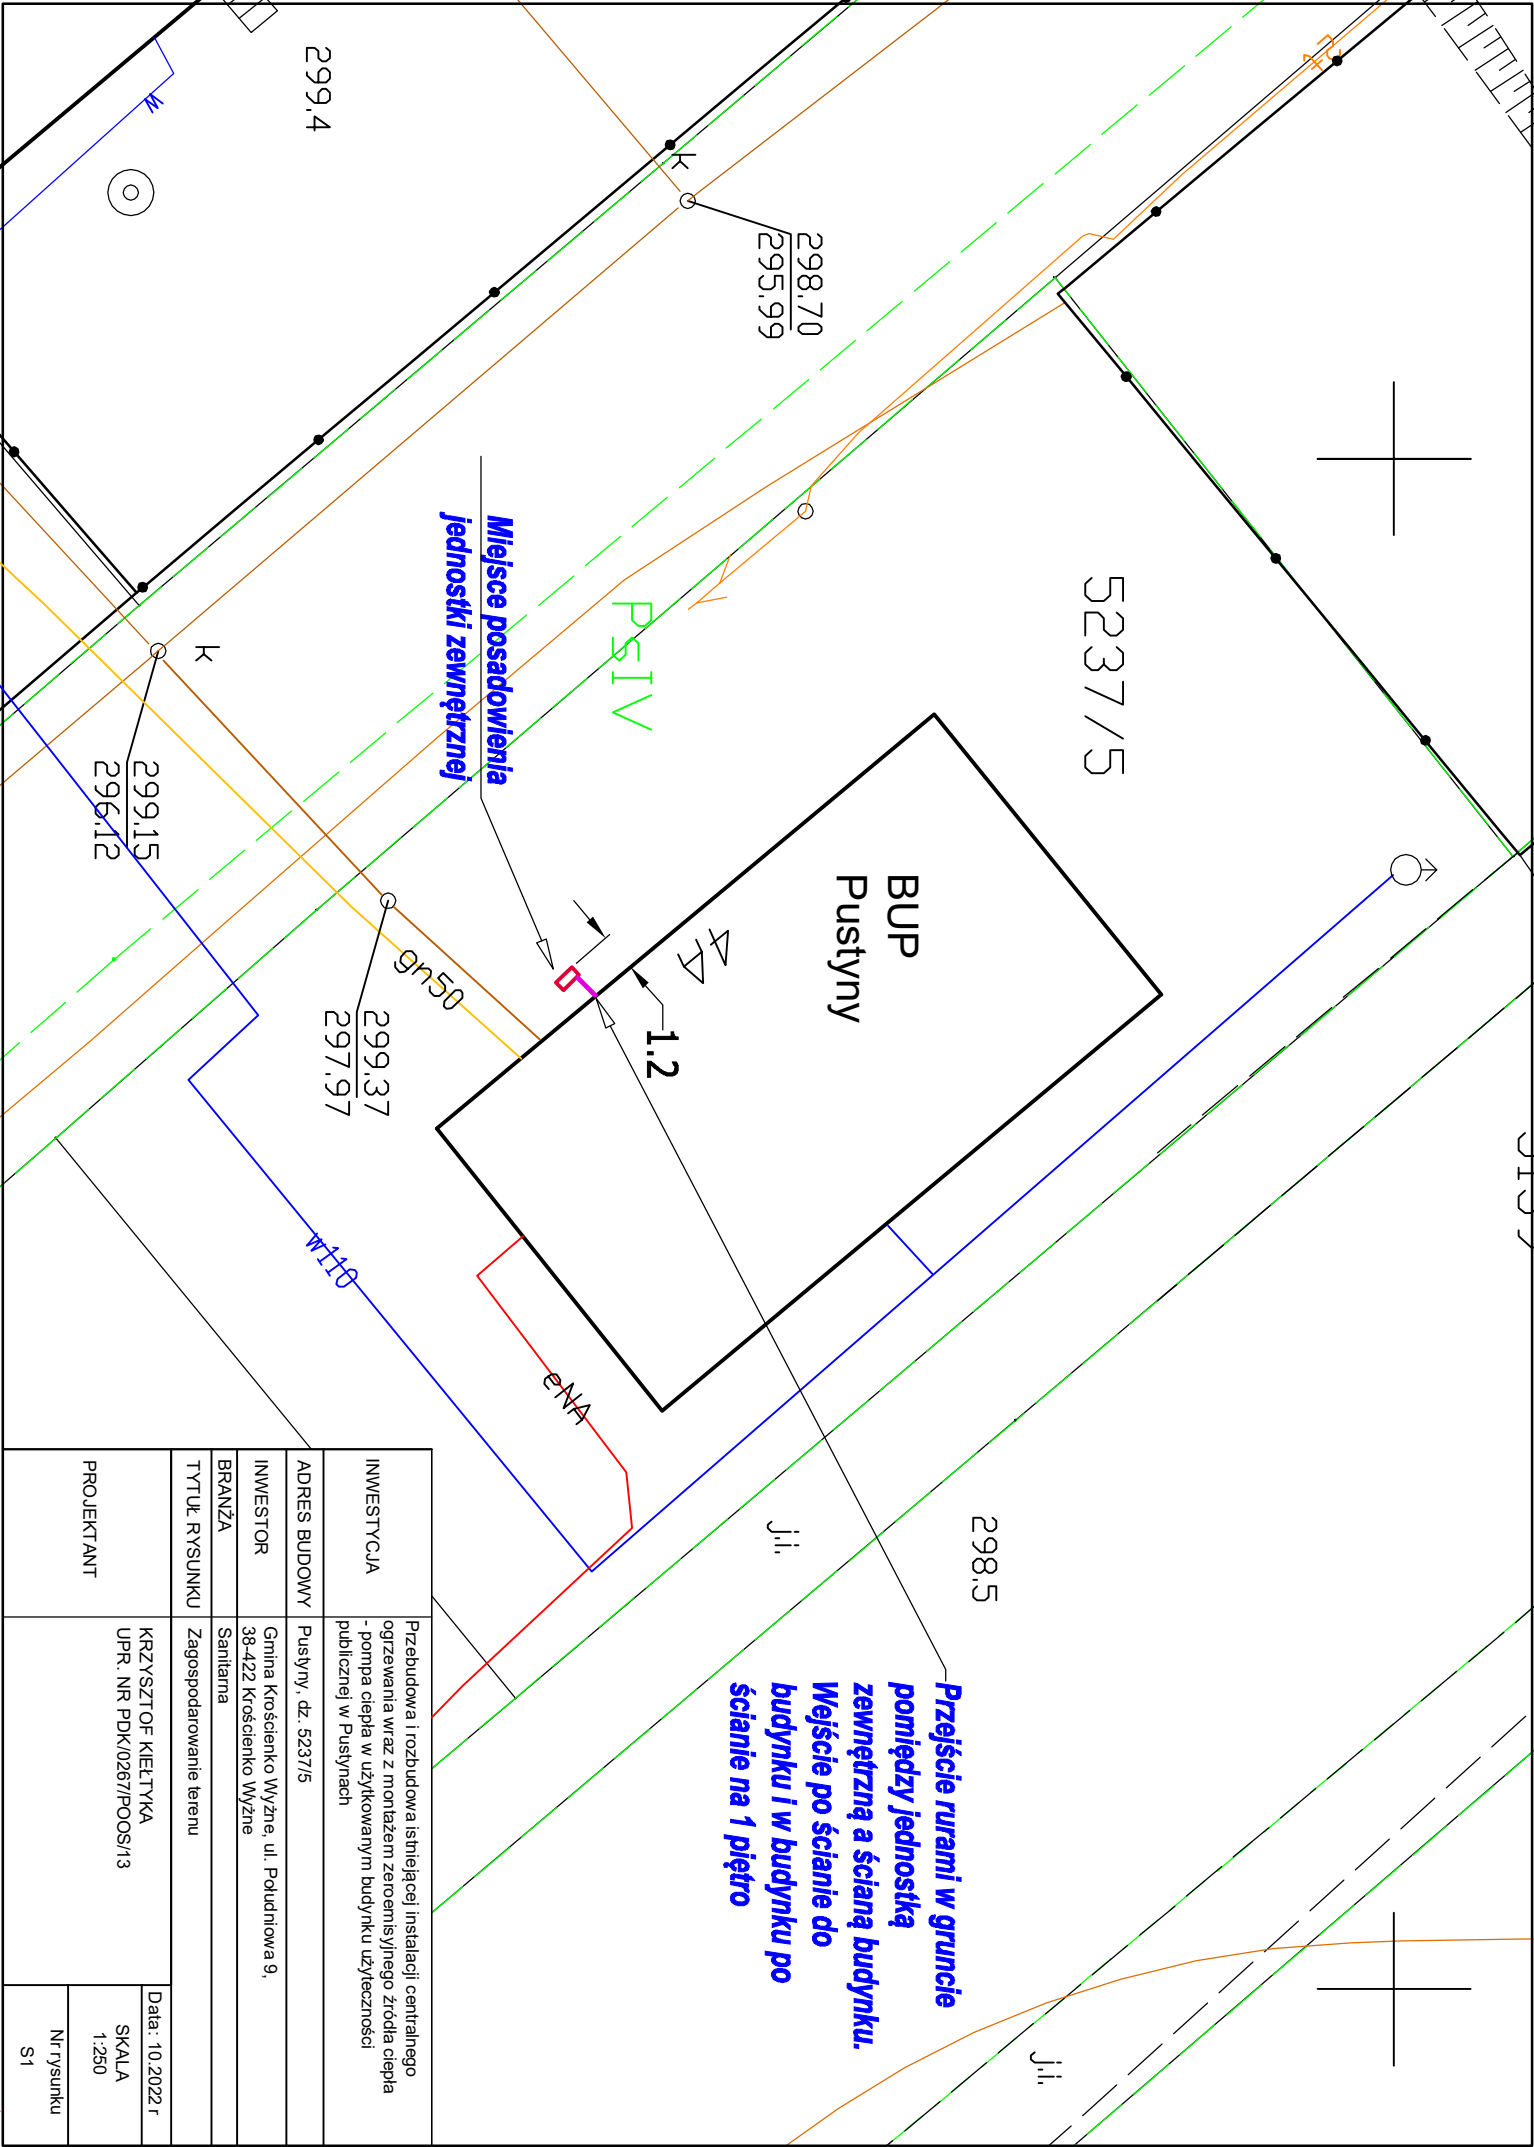 299.4
w
k
298.70
295.99
5237/5
PsIV
Miejsce posadowienia
jednostki zewnętrznej
k
299.15
296.12
BUP
Pustyny
1.2
gn50
299.37
297.97
w110
eNA
298.5
j.i.
j.i.
Przejście rurami w gruncie
pomiędzy jednostką
zewnętrzną a ścianą budynku.
Wejście po ścianie do
budynku i w budynku po
ścianie na 1 piętro
INWESTYCJA
Przebudowa i rozbudowa istniejącej instalacji centralnego
ogrzewania wraz z montażem zeroemisyjnego źródła ciepła
- pompa ciepła w użytkowanym budynku użyteczności
publicznej w Pustynach
ADRES BUDOWY
Pustyny, dz. 5237/5
INWESTOR
Gmina Krościenko Wyżne, ul. Południowa 9,
38-422 Krościenko Wyżne
BRANŻA
Sanitarna
TYTUŁ RYSUNKU
Zagospodarowanie terenu
PROJEKTANT
KRZYSZTOF KIEŁTYKA
UPR. NR PDK/0267/POOS/13
Data: 10.2022 r
SKALA
1:250
Nr rysunku
S1